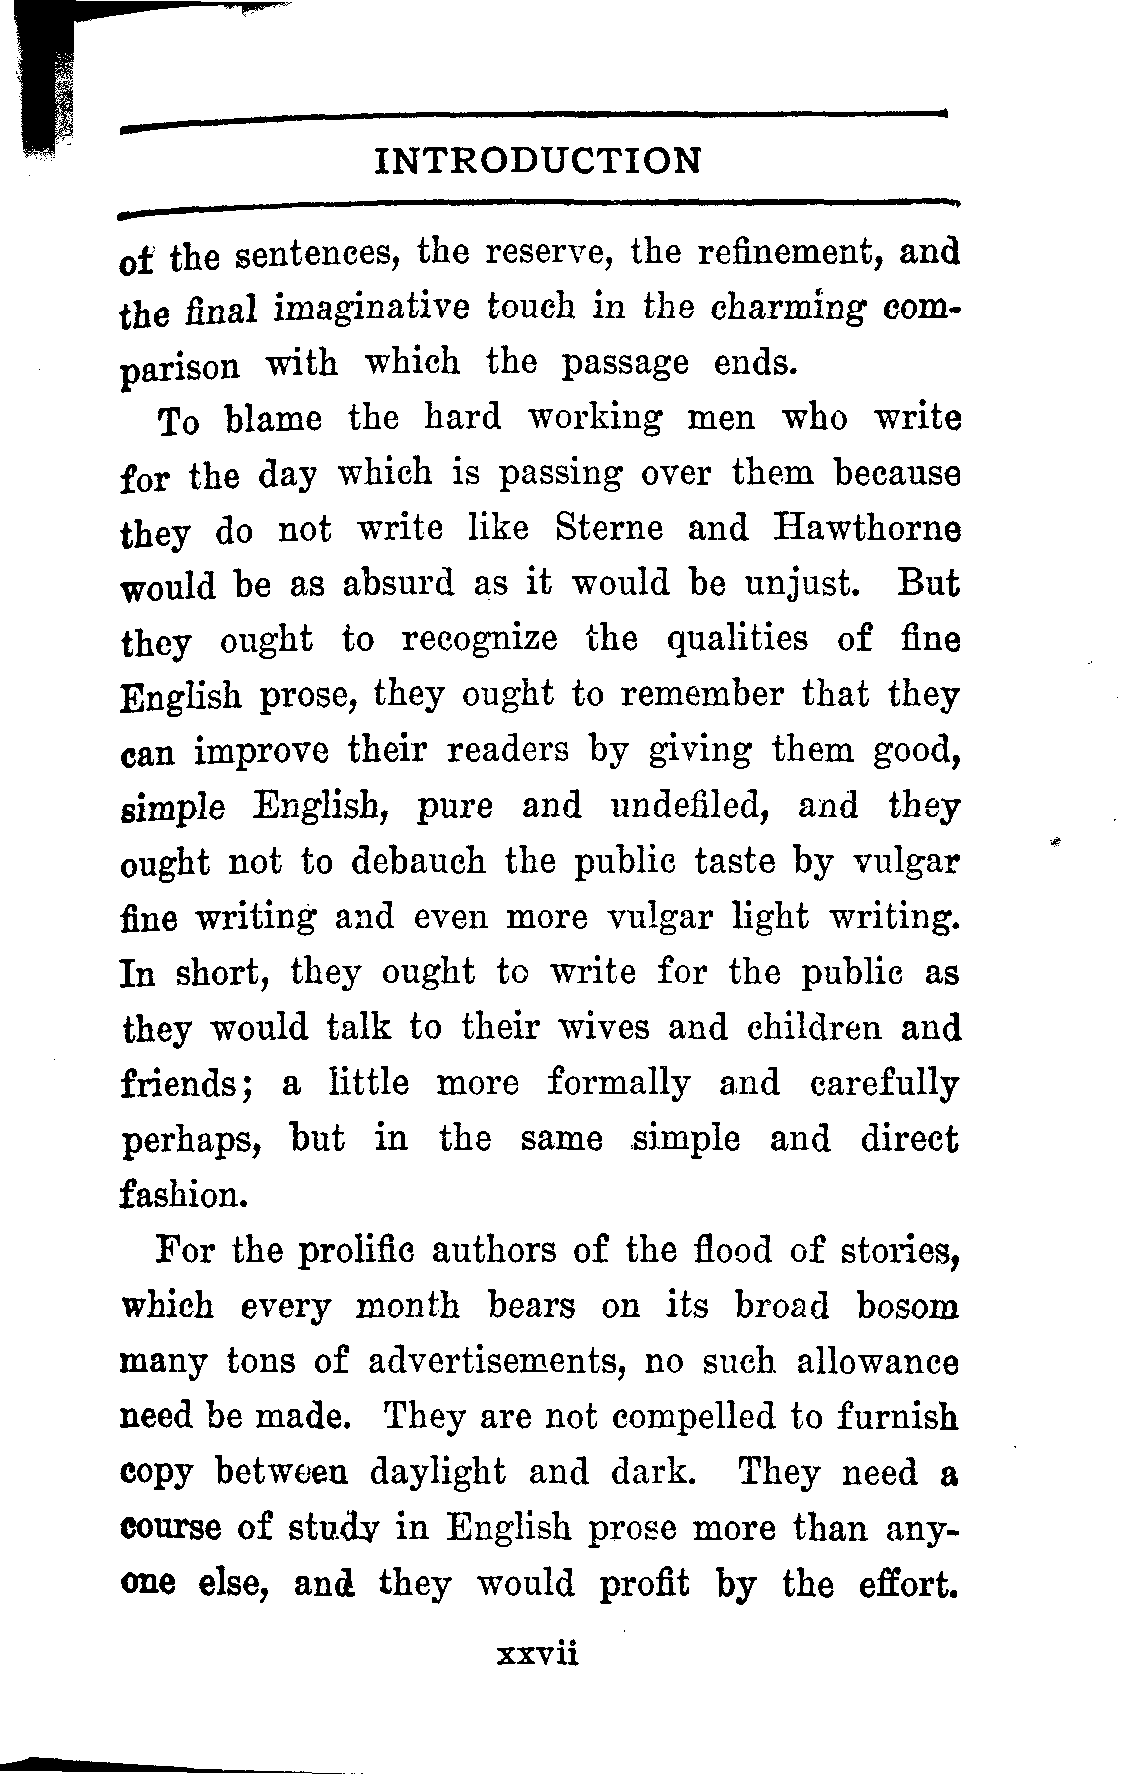 INTRODUCTION
of the sentences, the reserve, the refinement, and
the final imaginative touch in the charming com-
parison with which the passage ends.
To blame the hard working men who write
for the day which is passing over them because
they do not write like Sterne and Hawthorne
would be as absurd as it would be unjust. But
they ought to recognize the qualities of fine
English prose, they ought to remember that they
can improve their readers by giving them good,
simple English, pure and undefiled, and they
ought not to debauch the public taste by vulgar
fine writing and even more vulgar light writing.
In short, they ought to write for the public as
they would talk to their wives and children and
friends; a little more formally and carefully
perhaps, but in the same simple and direct
fashion.
For the prolific authors of the flood of stories,
which every month bears on its broad bosom
many tons of advertisements, no such allowance
need be made. They are not compelled to furnish
copy between daylight and dark. They need a
course of study in English prose more than any-
one else, and they would profit by the effort.
xxvii